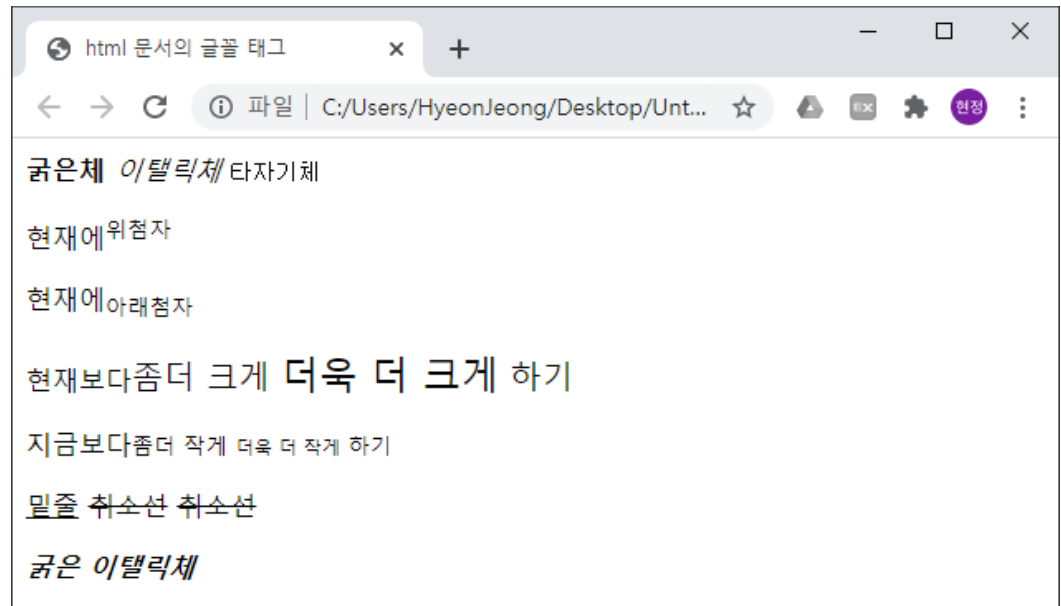 html 문서의 글꼴 태그
파일 | C:/Users/HyeonJeong/Desktop/Unt...
EX
현정
굵은체 이탤릭체 타자기체
현재에위첨자
현재에아래첨자
현재보다좀더 크게 더욱 더 크게 하기
지금보다좀더 작게 더욱 더 작게 하기
밑줄 취소선 취소선
굵은 이탤릭체